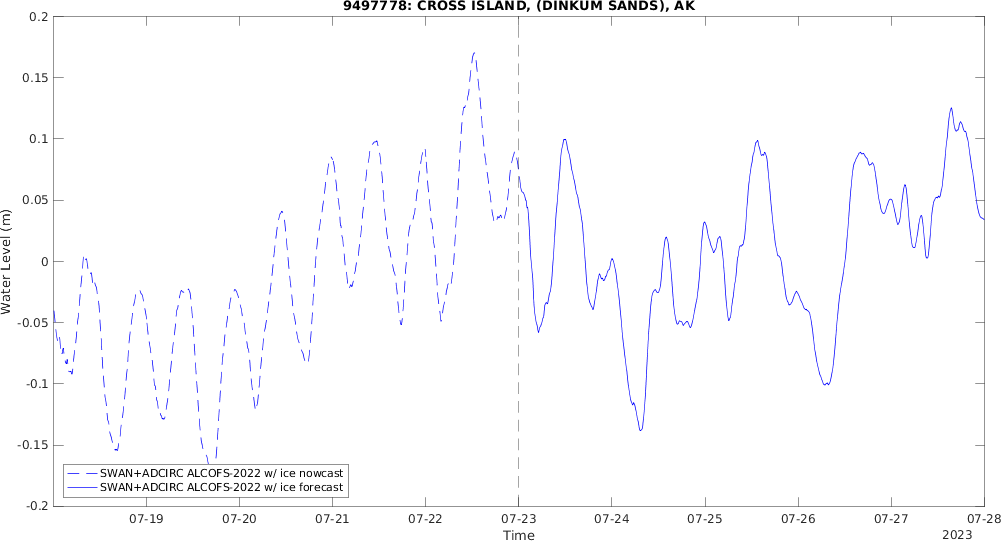 9497778: CROSS ISLAND, (DINKUM SANDS), AK
0.2
0.15
0.1
0.05
0
-0.05
-0.1
-0.15
-0.2
Water Level (m)
SWAN+ADCIRC ALCOFS-2022 w/ ice nowcast
SWAN+ADCIRC ALCOFS-2022 w/ ice forecast
07-19 07-20 07-21 07-22 07-23 07-24 07-25 07-26 07-27 07-28
Time
2023